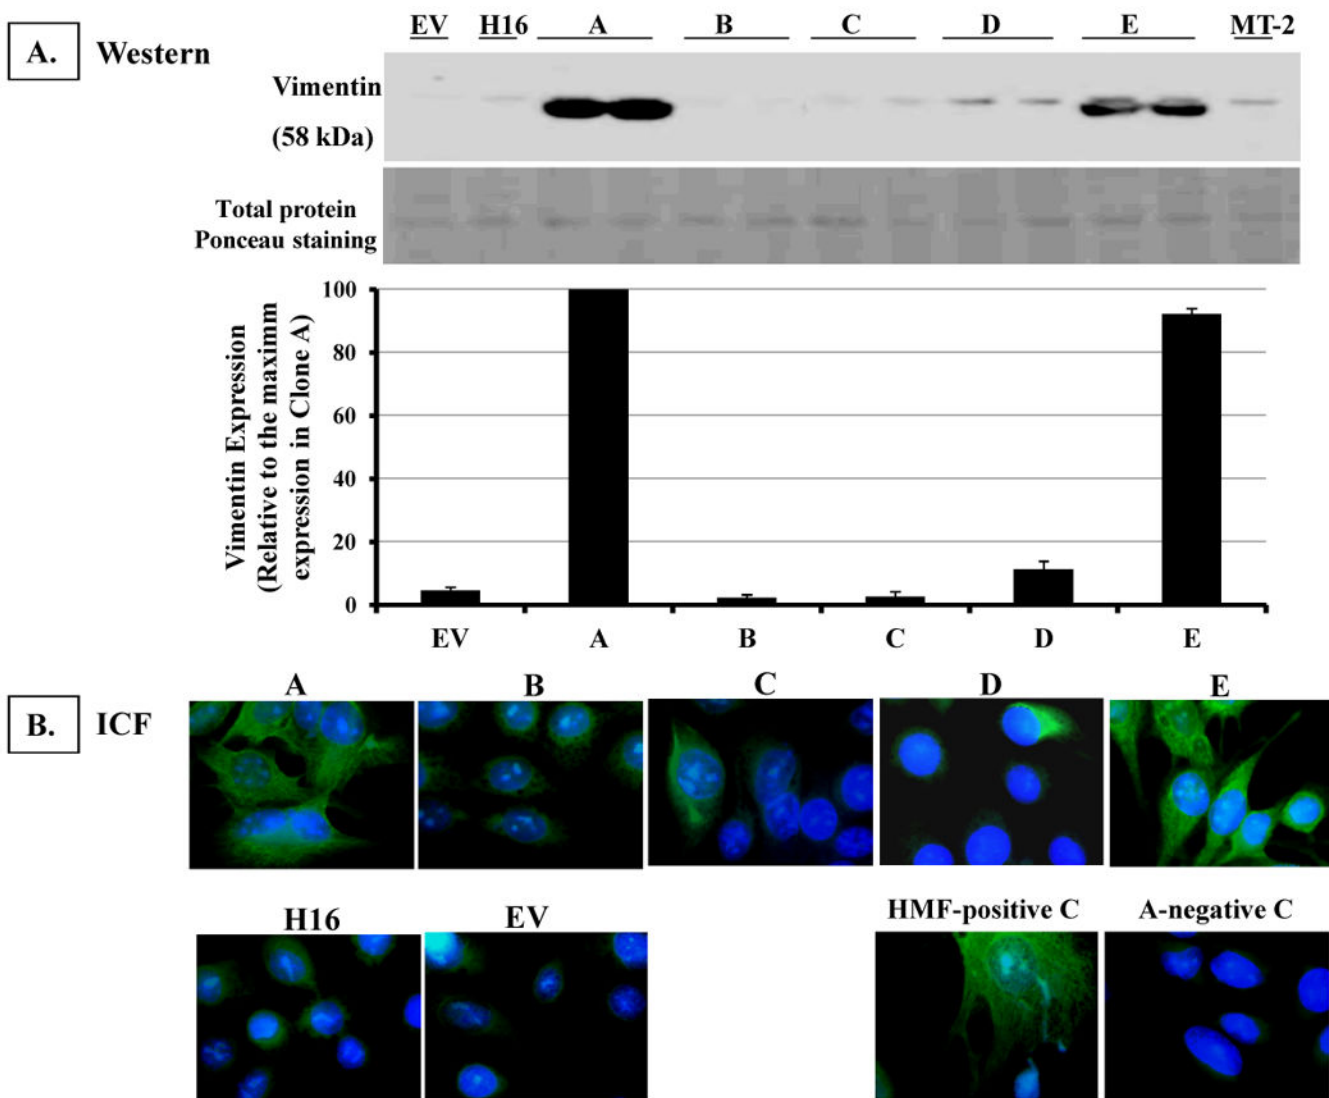 A. Western
EV H16 A B C D E MT-2
Vimentin
(58 kDa)
Total protein
Ponceau staining
Vimentin Expression
(Relative to the maximm
expression in Clone A)
100
80
60
40
20
0
EV A B C D E
B. ICF
A B C D E
H16 EV HMF-positive C A-negative C